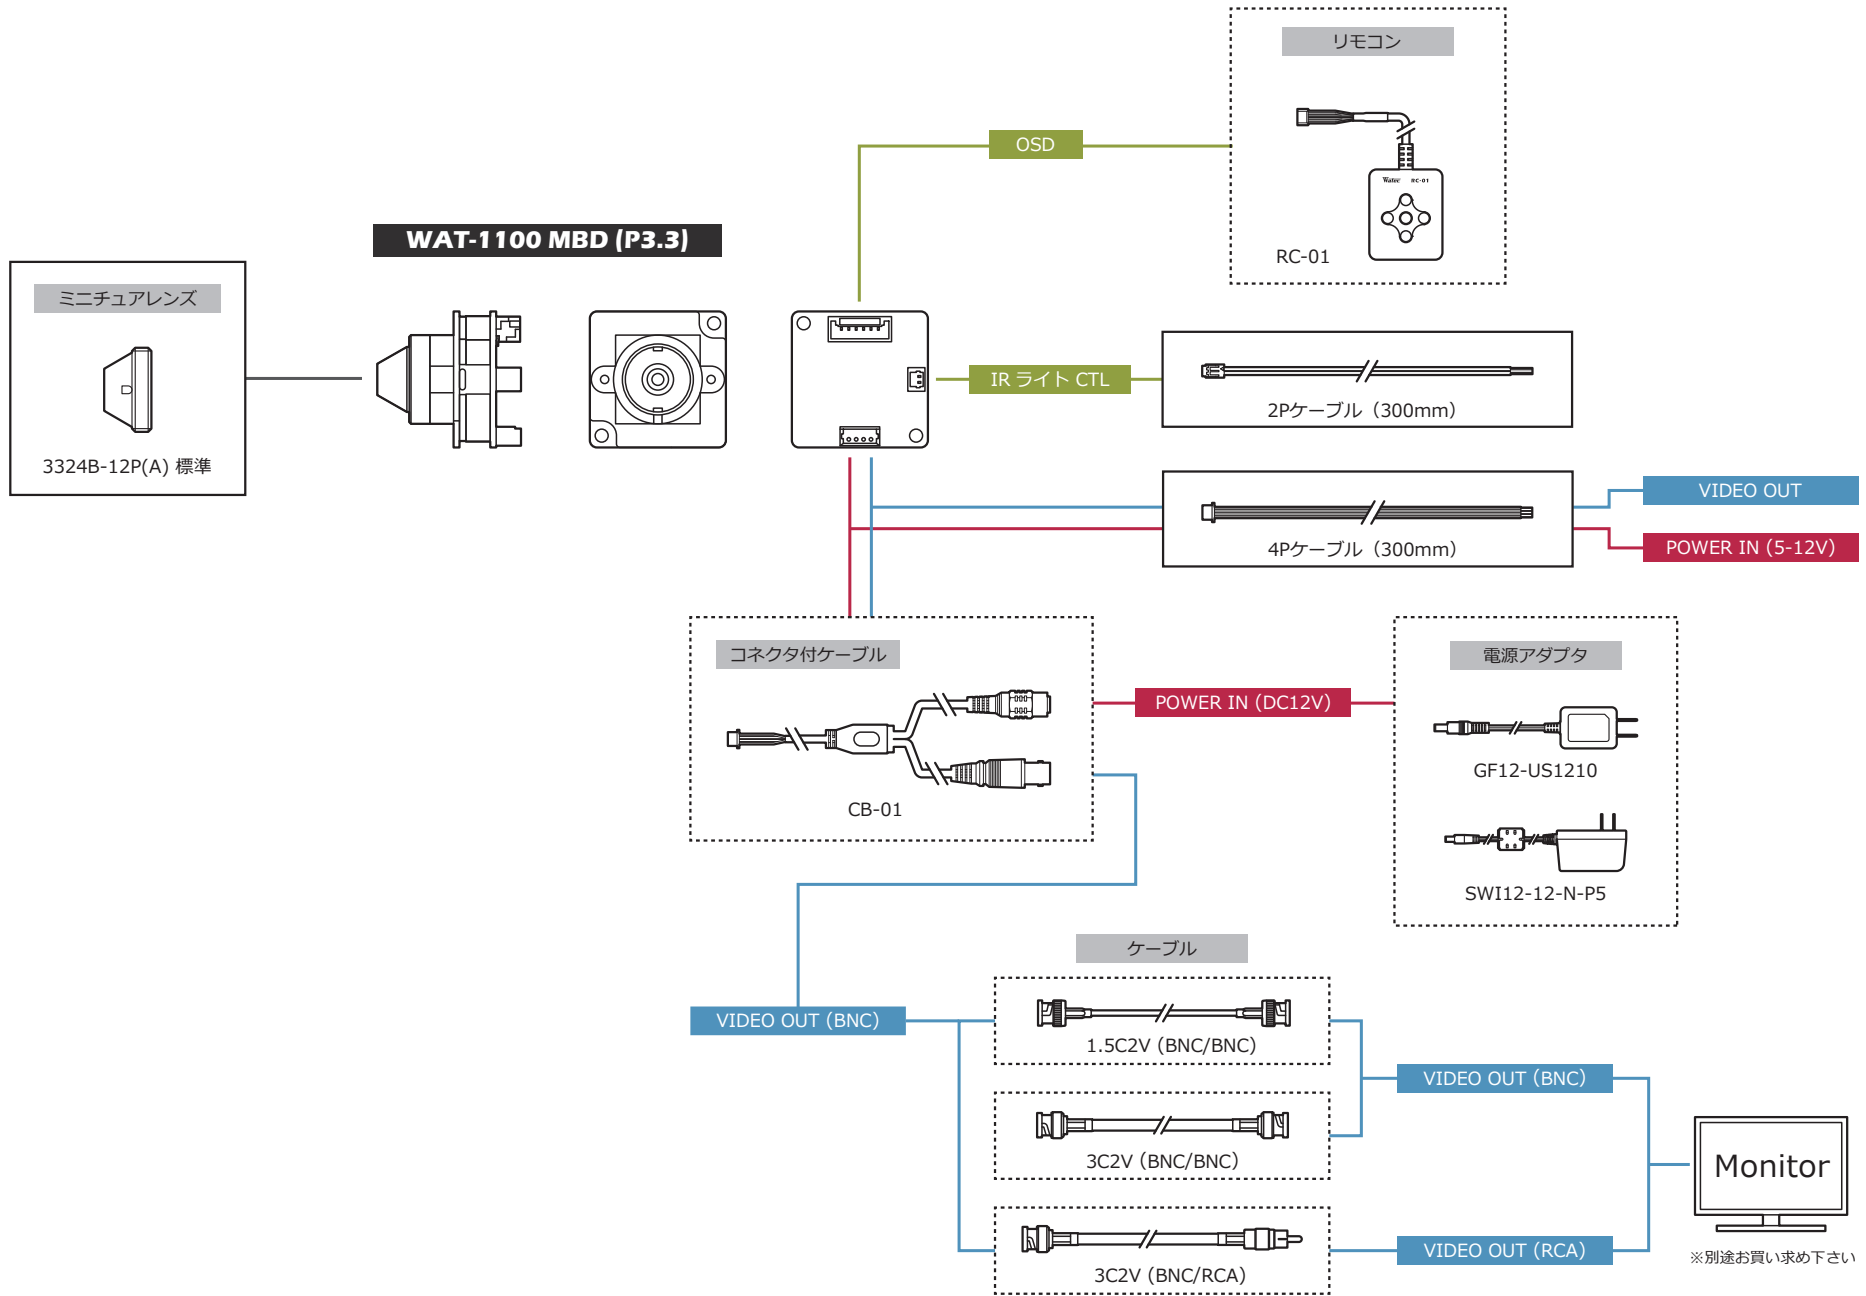 リモコン
OSD
Watec RC-01
RC-01
WAT-1100 MBD (P3.3)
ミニチュアレンズ
3324B-12P(A) 標準
IR ライト CTL
2Pケーブル（300mm）
VIDEO OUT
4Pケーブル（300mm）
POWER IN (5-12V)
コネクタ付ケーブル
電源アダプタ
POWER IN (DC12V)
GF12-US1210
CB-01
SWI12-12-N-P5
ケーブル
VIDEO OUT (BNC)
1.5C2V (BNC/BNC)
VIDEO OUT (BNC)
3C2V (BNC/BNC)
Monitor
VIDEO OUT (RCA)
3C2V (BNC/RCA)
※別途お買い求め下さい